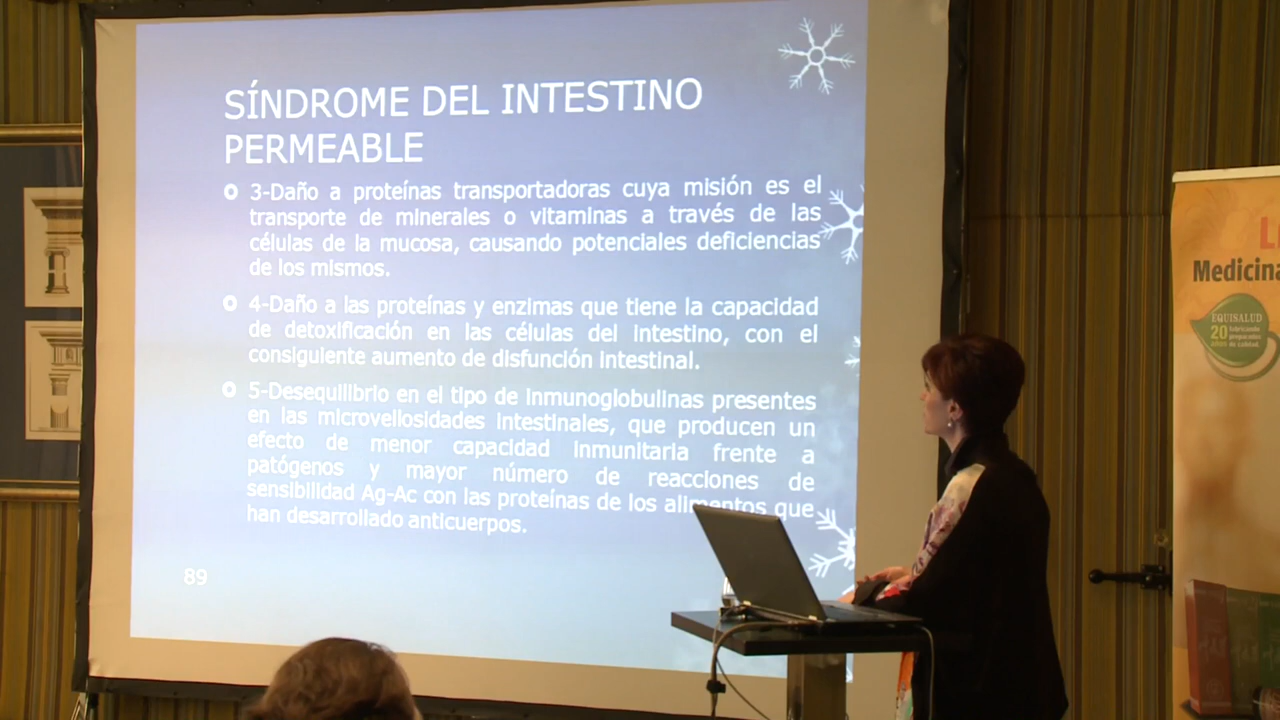 SÍNDROME DEL INTESTINO
PERMEABLE
3-Daño a proteínas transportadoras cuya misión es el
transporte de minerales o vitaminas a través de las
células de la mucosa, causando potenciales deficiencias
de los mismos.
4-Daño a las proteínas y enzimas que tiene la capacidad
de detoxificación en las células del intestino, con el
consiguiente aumento de disfunción intestinal.
5-Desequilibrio en el tipo de inmunoglobulinas presentes
en las microvellosidades intestinales, que producen un
efecto de menor capacidad inmunitaria frente a
patógenos y mayor número de reacciones de
sensibilidad Ag-Ac con las proteínas de los alimentos que
han desarrollado anticuerpos.
89
L
Medicina
EQUISALUD
20 fabricando
preparados
años de calidad.